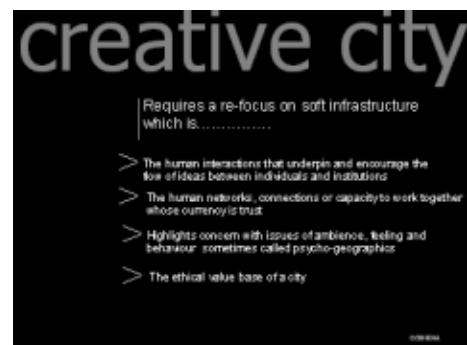 creative city
Requires a re-focus on soft infrastructure
which is...............
The human interactions that underpin and encourage the
flow of ideas between individuals and institutions
The human networks, connections or capacity to work together
whose currency is trust
Highlights concern with issues of ambience, feeling and
behaviour sometimes called psycho-geographics
The ethical value base of a city